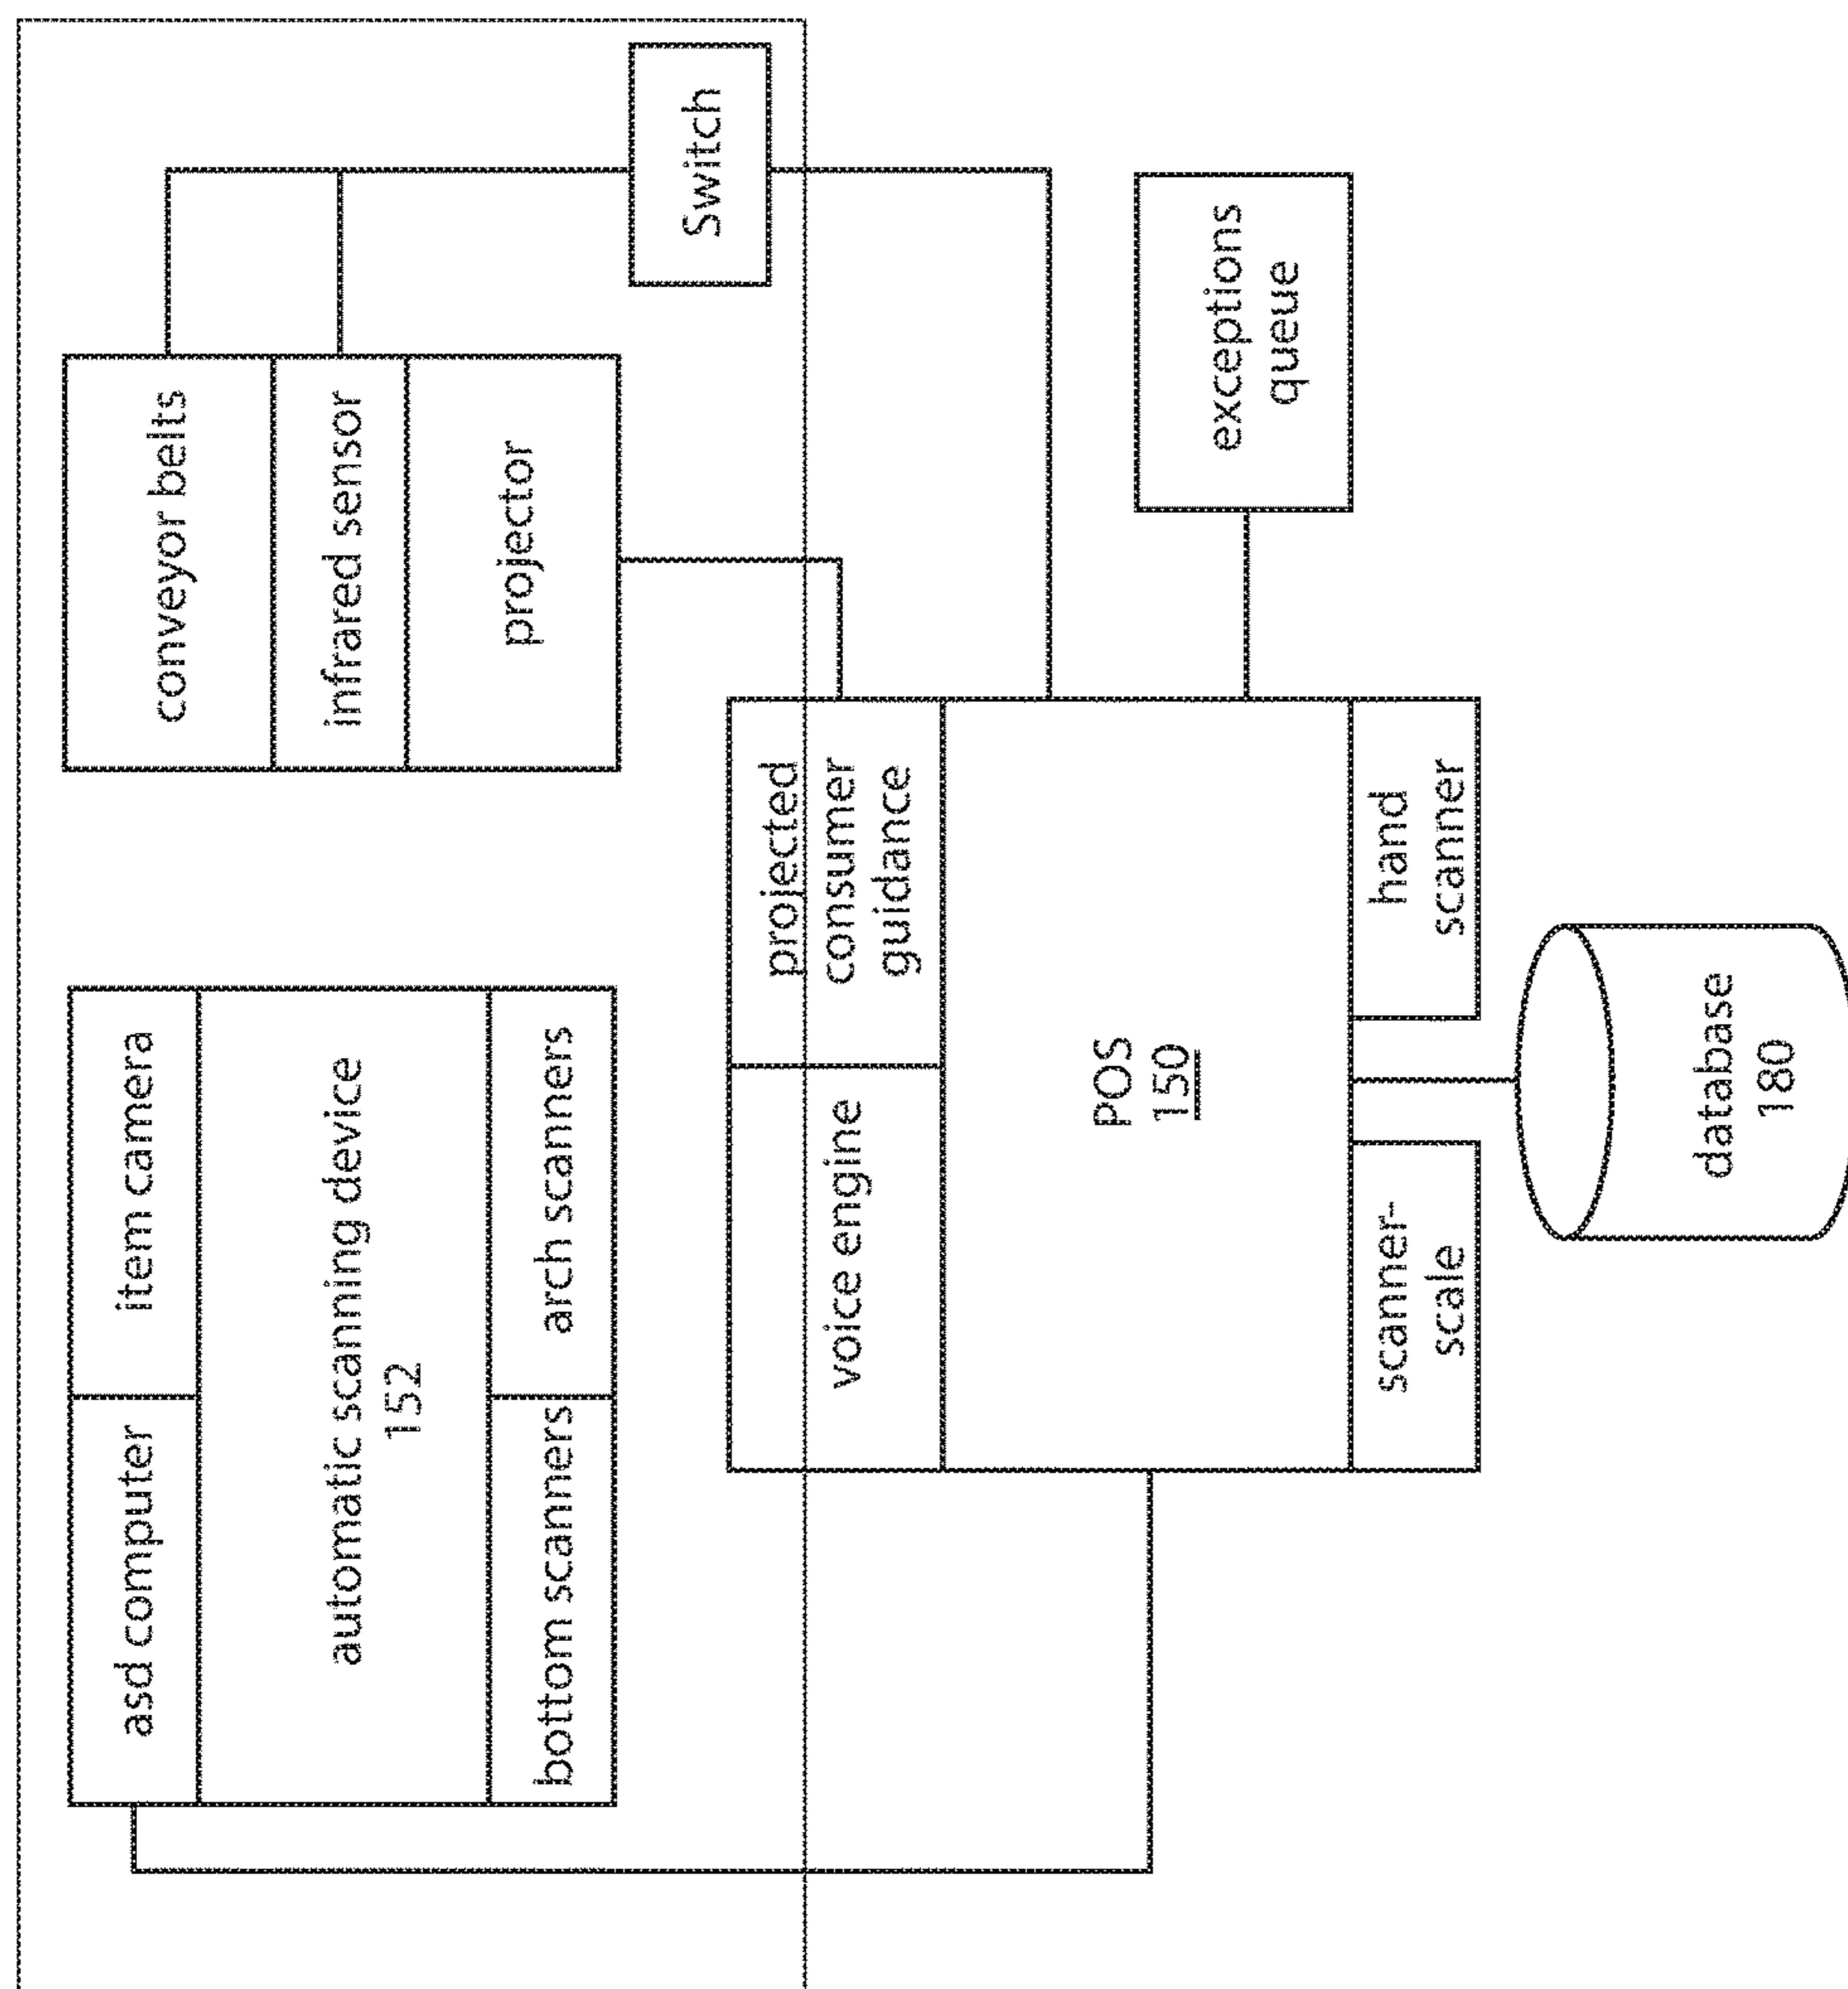 asd computer
item camera
automatic scanning device
152
bottom scanners
arch scanners
conveyor belts
infrared sensor
projector
Switch
voice engine
projected
consumer
guidance
POS
150
scanner-
scale
hand
scanner
exceptions
queue
database
180